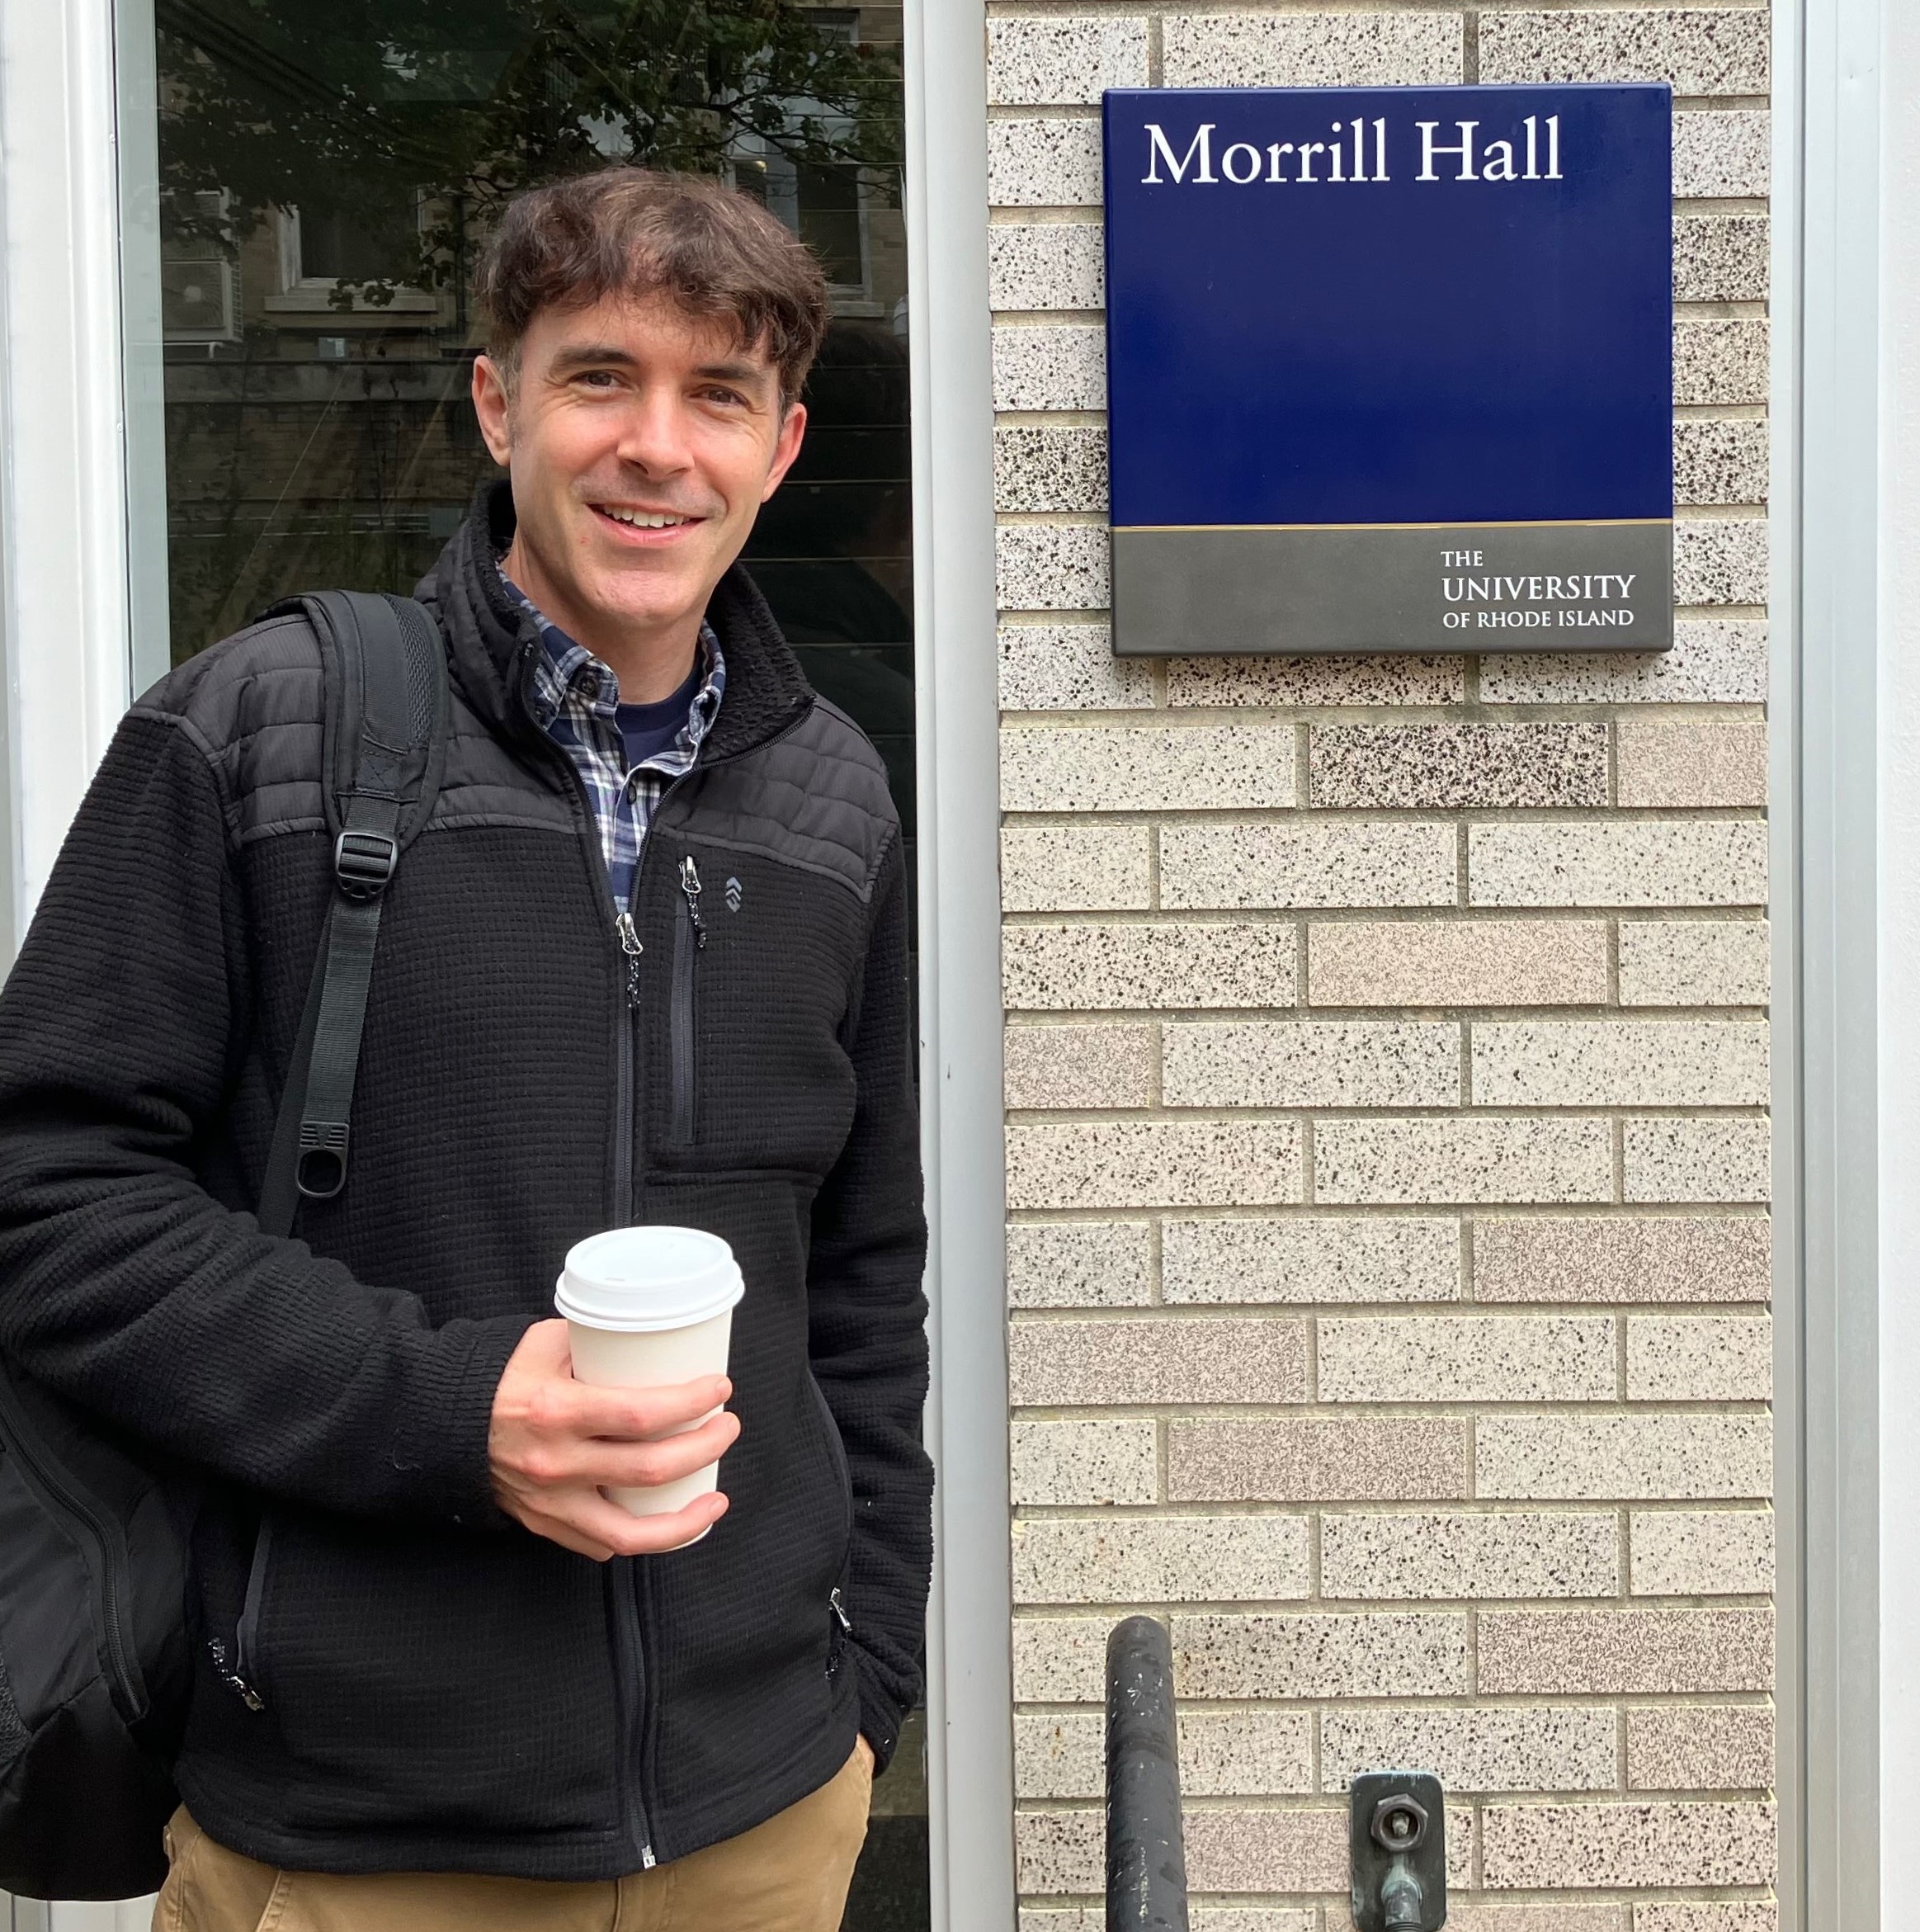 Morrill Hall
THE
UNIVERSITY
OF RHODE ISLAND